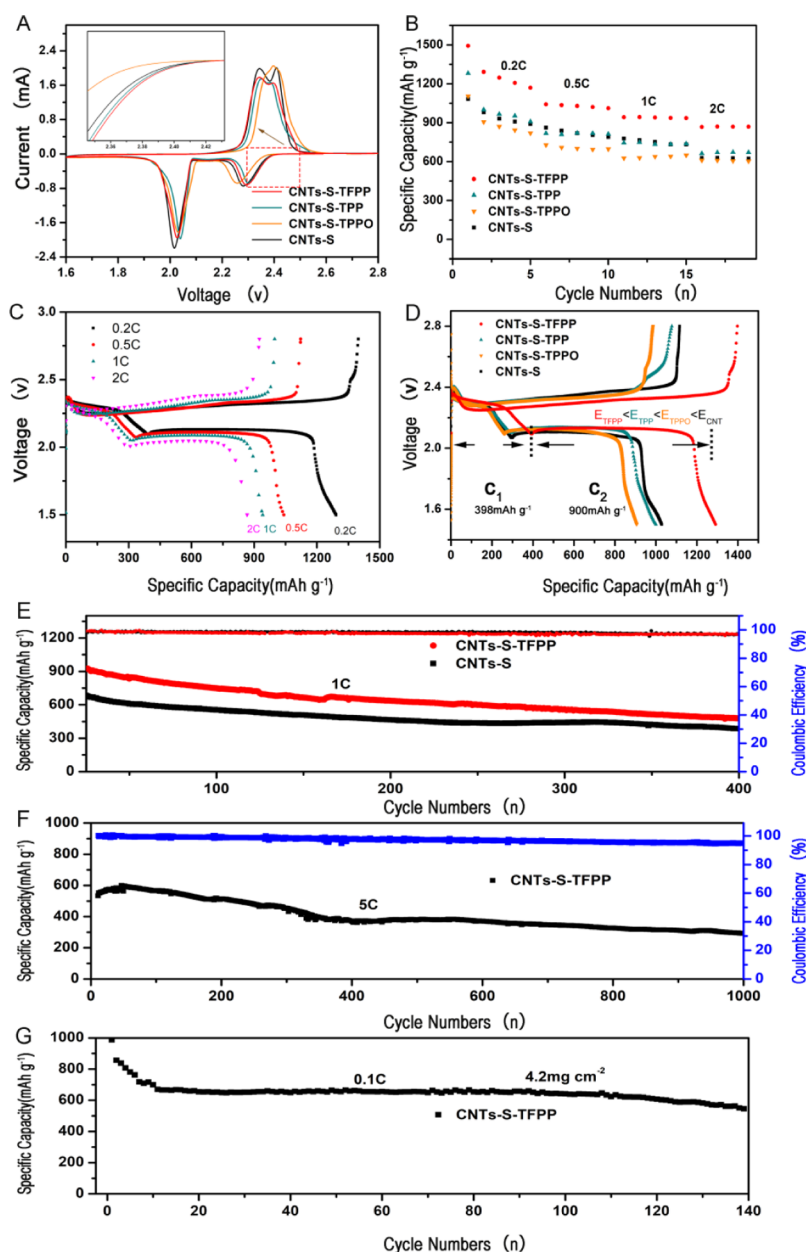 A
2.4
1.6
0.8
0.0
-0.8
-1.6
-2.4
Current (mA)
2.36 2.38 2.40 2.42
CNTs-S-TFPP
CNTs-S-TPP
CNTs-S-TPPO
CNTs-S
1.6 1.8 2.0 2.2 2.4 2.6 2.8
Voltage (v)
B
1500
1200
900
600
300
0
Specific Capacity(mAh g⁻¹)
0.2C
0.5C
1C
2C
CNTs-S-TFPP
CNTs-S-TPP
CNTs-S-TPPO
CNTs-S
0 5 10 15
Cycle Numbers (n)
C
3.0
2.5
2.0
1.5
Voltage (v)
0.2C
0.5C
1C
2C
2C 1C 0.5C 0.2C
0 300 600 900 1200 1500
Specific Capacity(mAh g⁻¹)
D
2.8
2.4
2.0
1.6
Voltage (v)
CNTs-S-TFPP
CNTs-S-TPP
CNTs-S-TPPO
CNTs-S
E_TFPP<E_TPP<E_TPPO<E_CNT
C₁ C₂
398mAh g⁻¹ 900mAh g⁻¹
0 200 400 600 800 1000 1200 1400
Specific Capacity(mAh g⁻¹)
E
1200
900
600
300
0
Specific Capacity(mAh g⁻¹)
CNTs-S-TFPP
CNTs-S
1C
100
80
60
40
20
0
Coulombic Efficiency (%)
100 200 300 400
Cycle Numbers (n)
F
1000
800
600
400
200
0
Specific Capacity(mAh g⁻¹)
CNTs-S-TFPP
5C
100
80
60
40
20
0
Coulombic Efficiency (%)
0 200 400 600 800 1000
Cycle Numbers (n)
G
1000
800
600
400
200
0
Specific Capacity(mAh g⁻¹)
0.1C 4.2mg cm⁻²
CNTs-S-TFPP
0 20 40 60 80 100 120 140
Cycle Numbers (n)